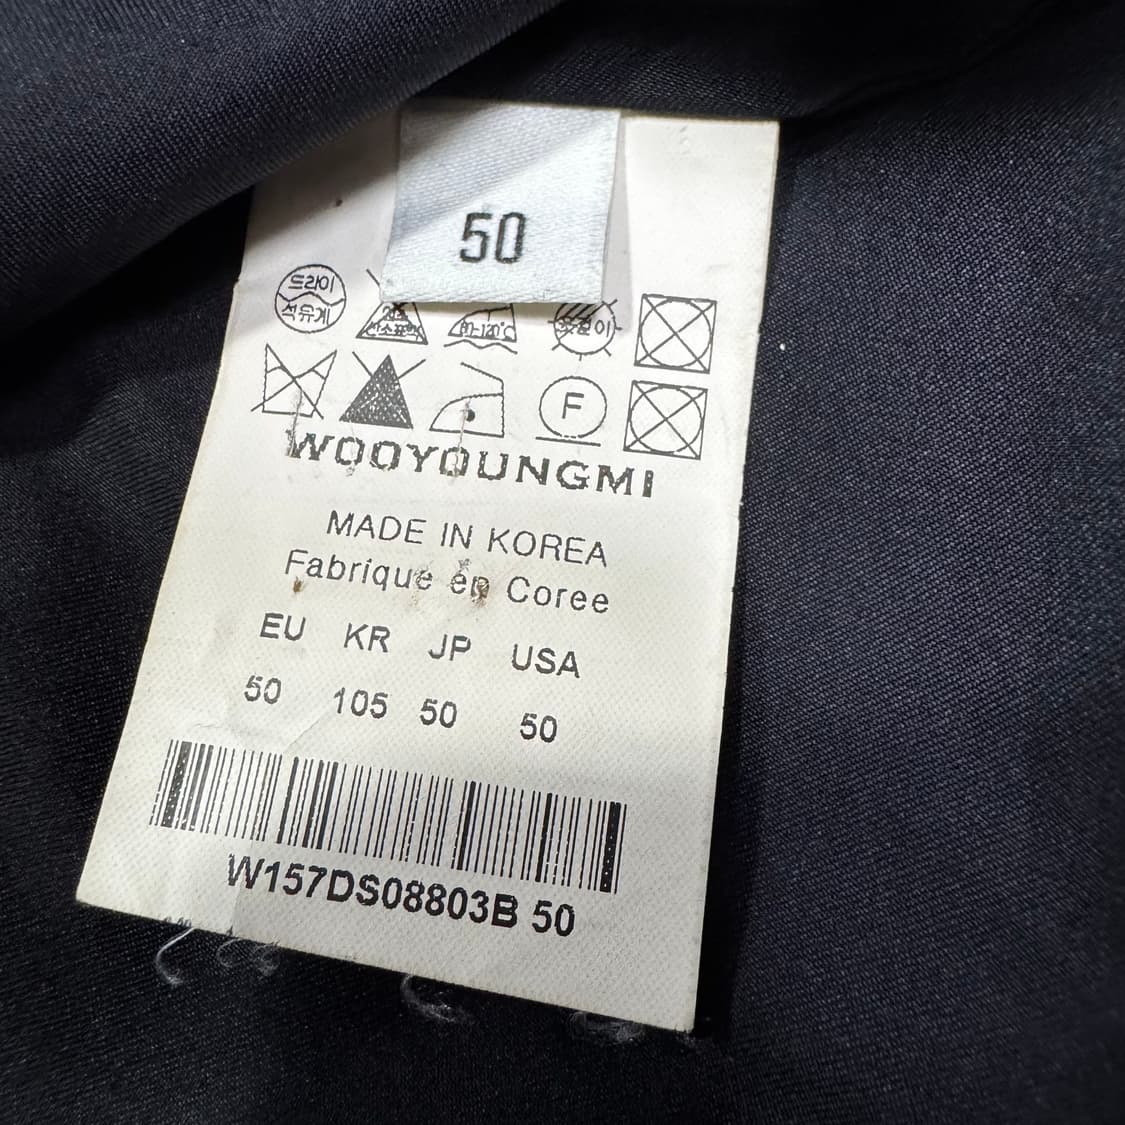 50
드라이
석유계
80~120℃
F
WOOYOUNGMI
MADE IN KOREA
Fabrique en Coree
EU KR JP USA
50 105 50 50
W157DS08803B 50